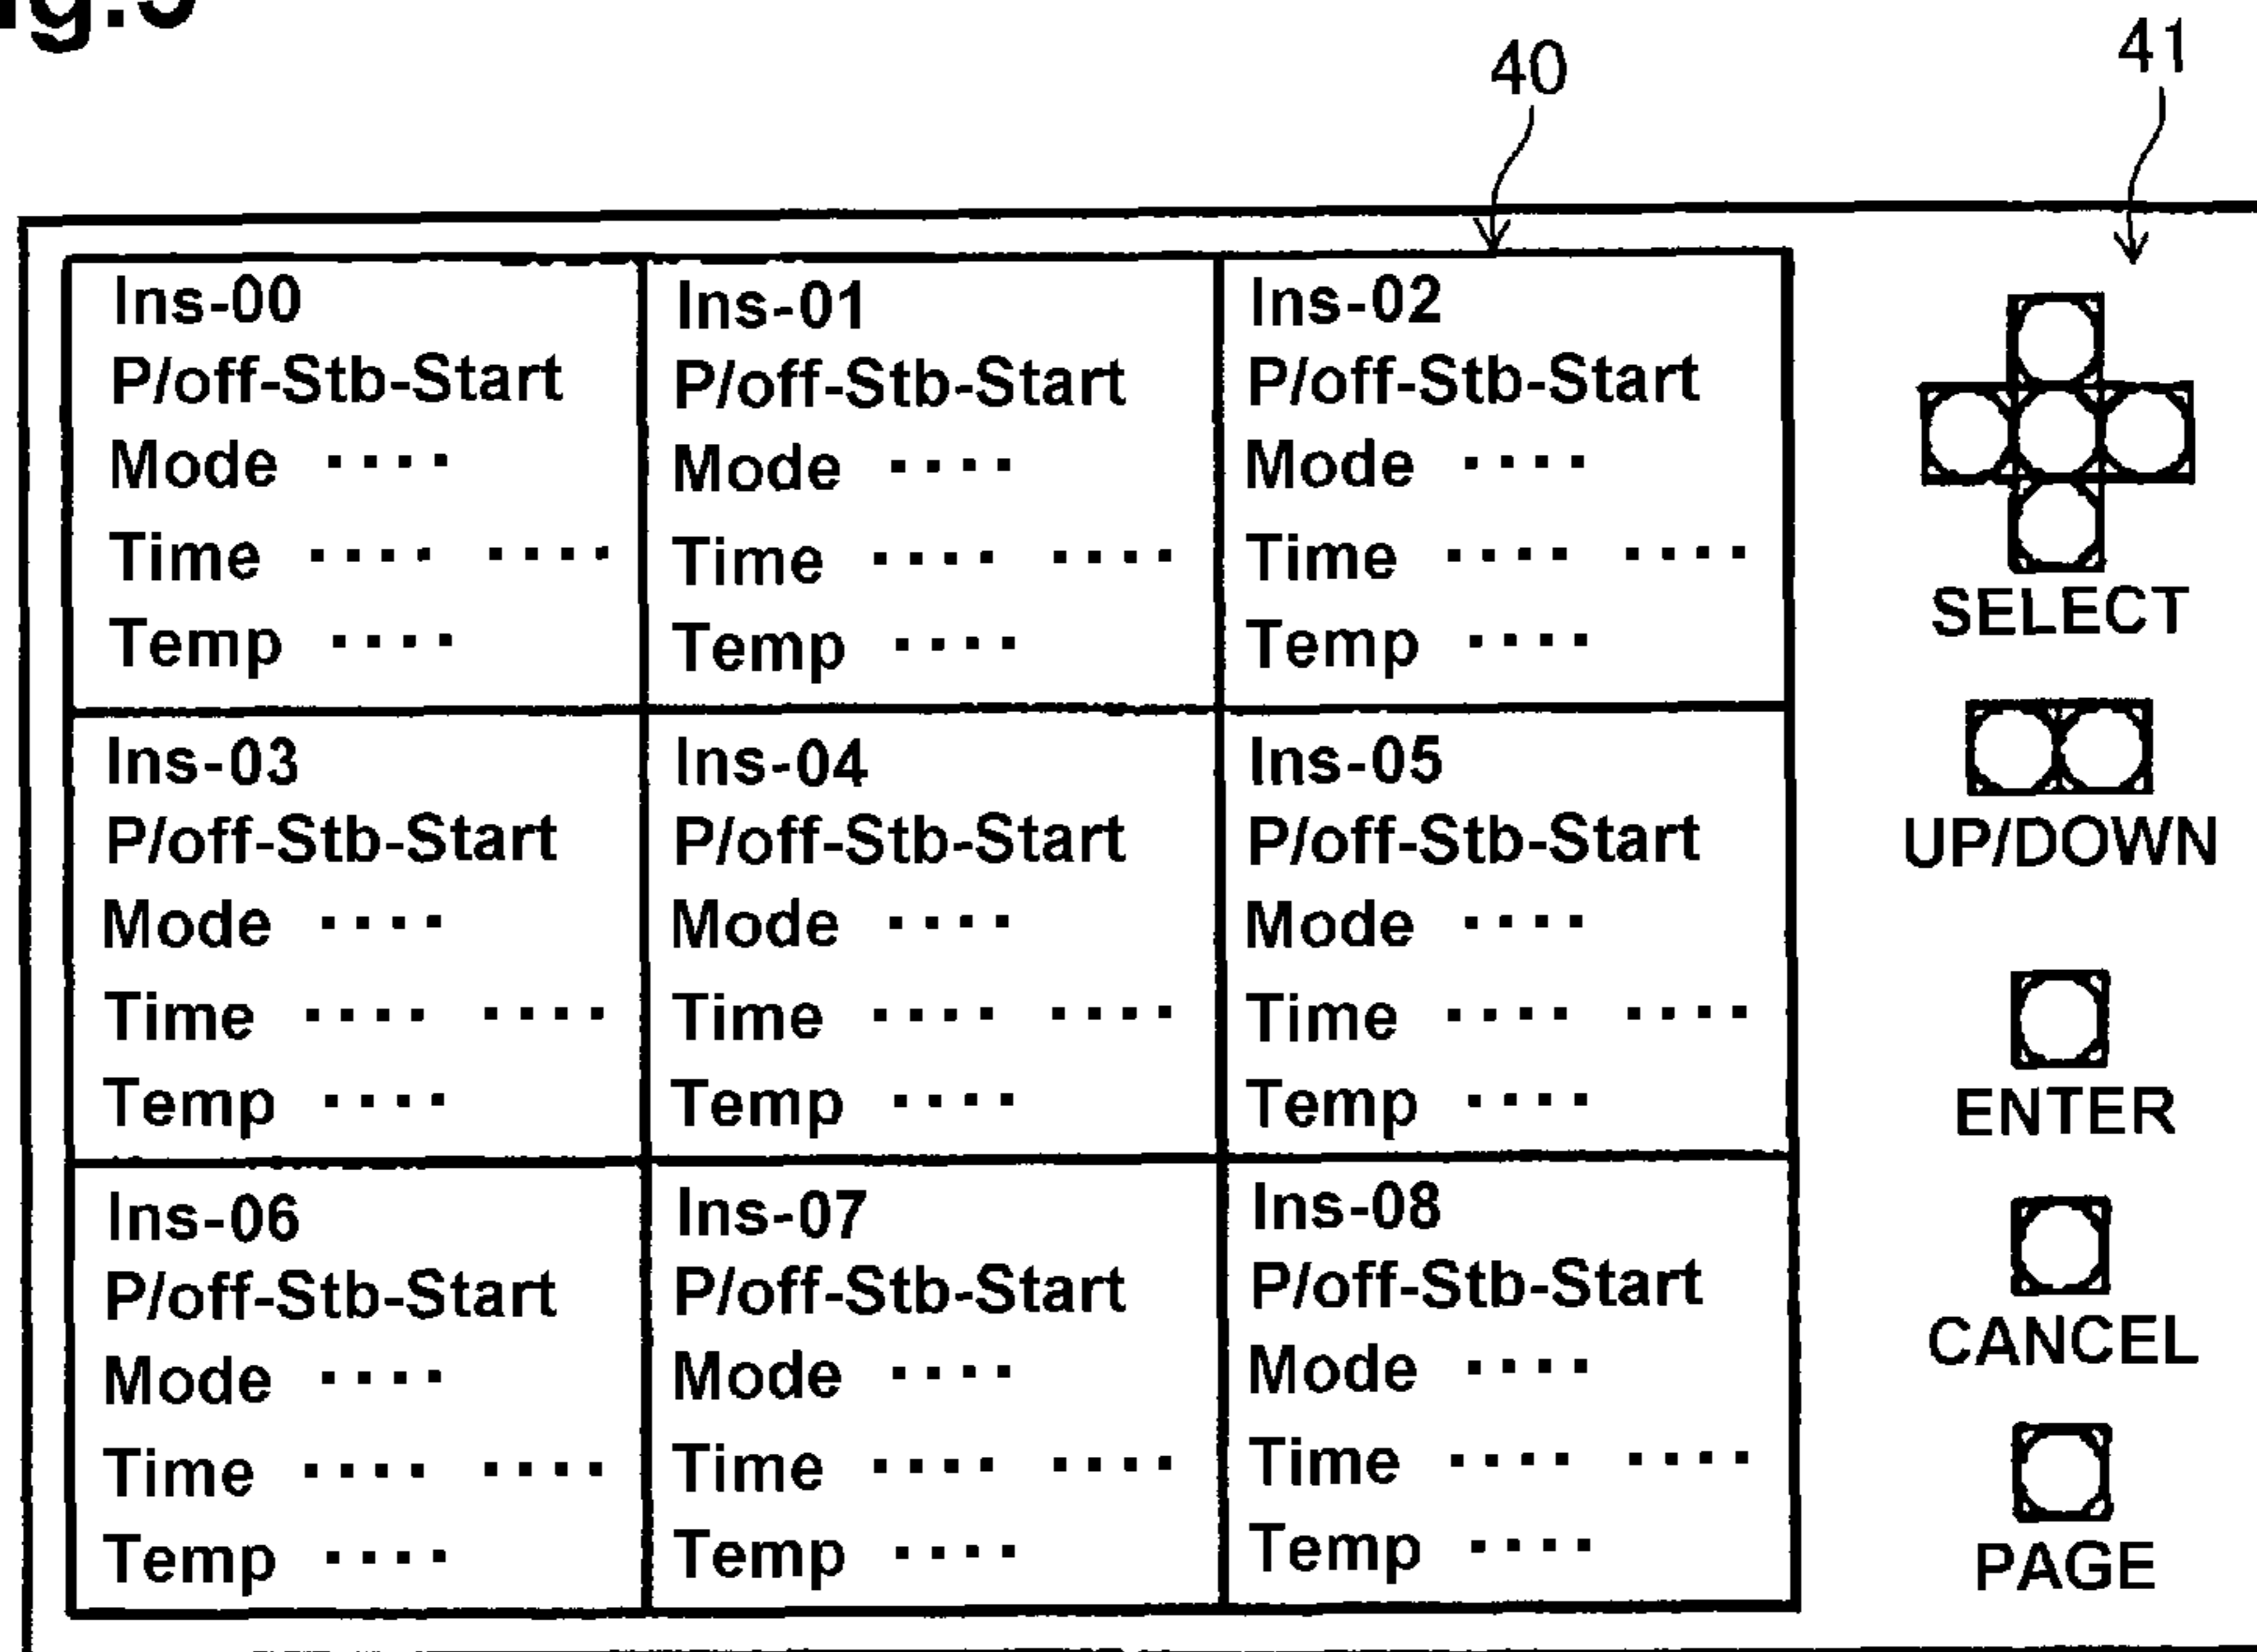 40
41
Ins-00
P/off-Stb-Start
Mode ····
Time ···· ····
Temp ····
Ins-01
P/off-Stb-Start
Mode ····
Time ···· ····
Temp ····
Ins-02
P/off-Stb-Start
Mode ····
Time ···· ····
Temp ····
Ins-03
P/off-Stb-Start
Mode ····
Time ···· ····
Temp ····
Ins-04
P/off-Stb-Start
Mode ····
Time ···· ····
Temp ····
Ins-05
P/off-Stb-Start
Mode ····
Time ···· ····
Temp ····
Ins-06
P/off-Stb-Start
Mode ····
Time ···· ····
Temp ····
Ins-07
P/off-Stb-Start
Mode ····
Time ···· ····
Temp ····
Ins-08
P/off-Stb-Start
Mode ····
Time ···· ····
Temp ····
SELECT
UP/DOWN
ENTER
CANCEL
PAGE